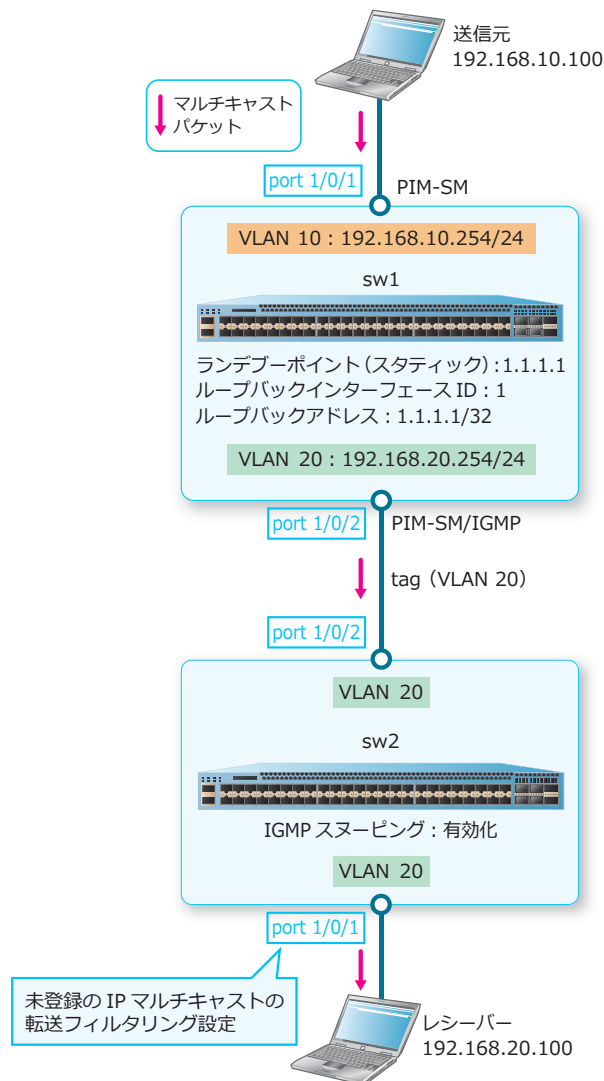 送信元
192.168.10.100
マルチキャスト
パケット
port 1/0/1
PIM-SM
VLAN 10 : 192.168.10.254/24
sw1
ランデブーポイント(スタティック) : 1.1.1.1
ループバックインターフェース ID : 1
ループバックアドレス : 1.1.1.1/32
VLAN 20 : 192.168.20.254/24
port 1/0/2
PIM-SM/IGMP
tag (VLAN 20)
port 1/0/2
VLAN 20
sw2
IGMP スヌーピング : 有効化
VLAN 20
port 1/0/1
未登録の IP マルチキャストの
転送フィルタリング設定
レシーバー
192.168.20.100